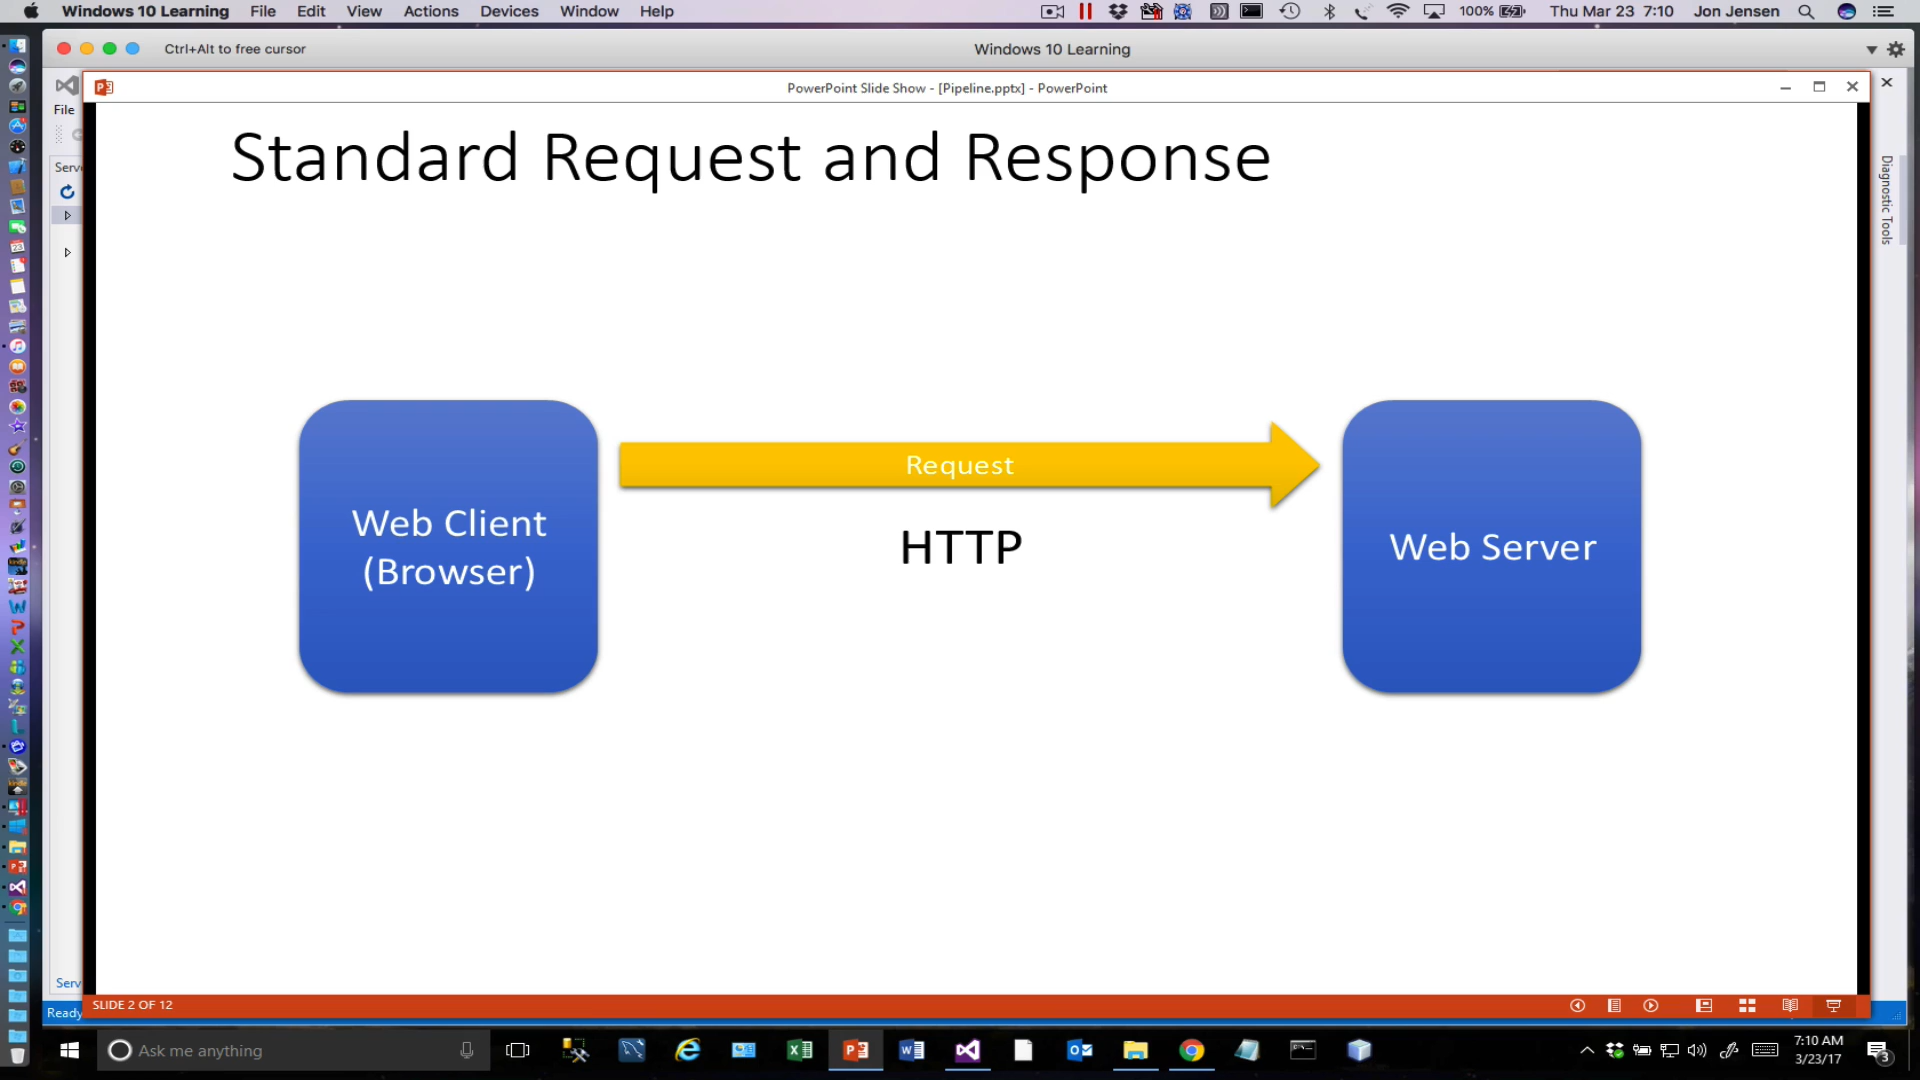 Windows 10 Learning File Edit View Actions Devices Window Help 100% Thu Mar 23 7:10 Jon Jensen
Ctrl+Alt to free cursor
Windows 10 Learning
PowerPoint Slide Show - [Pipeline.pptx] - PowerPoint
File
Serv
Diagnostic Tools
Standard Request and Response
Request
HTTP
Web Client
(Browser)
Web Server
Serv
SLIDE 2 OF 12
Ready
Ask me anything
7:10 AM
3/23/17
3